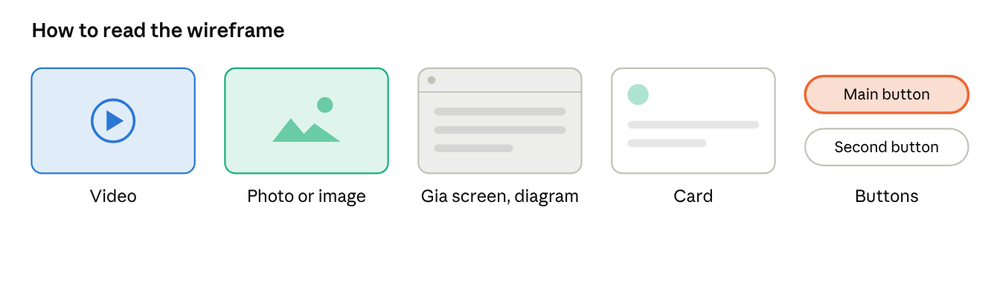 How to read the wireframe
Main button
Second button
Video
Photo or image
Gia screen, diagram
Card
Buttons